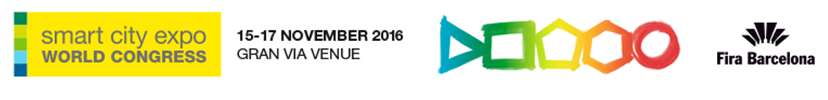 smart city expo
WORLD CONGRESS
15-17 NOVEMBER 2016
GRAN VIA VENUE
Fira Barcelona